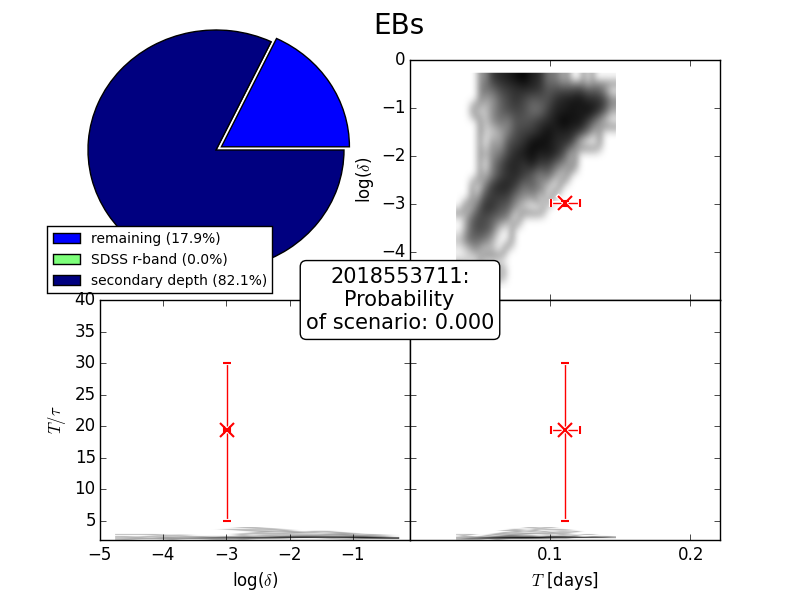 EBs
remaining (17.9%)
SDSS r-band (0.0%)
secondary depth (82.1%)
0
−1
−2
−3
−4
log(δ)
2018553711:
Probability
of scenario: 0.000
40
35
30
25
20
15
10
5
T/τ
−5 −4 −3 −2 −1
log(δ)
0.1 0.2
T [days]